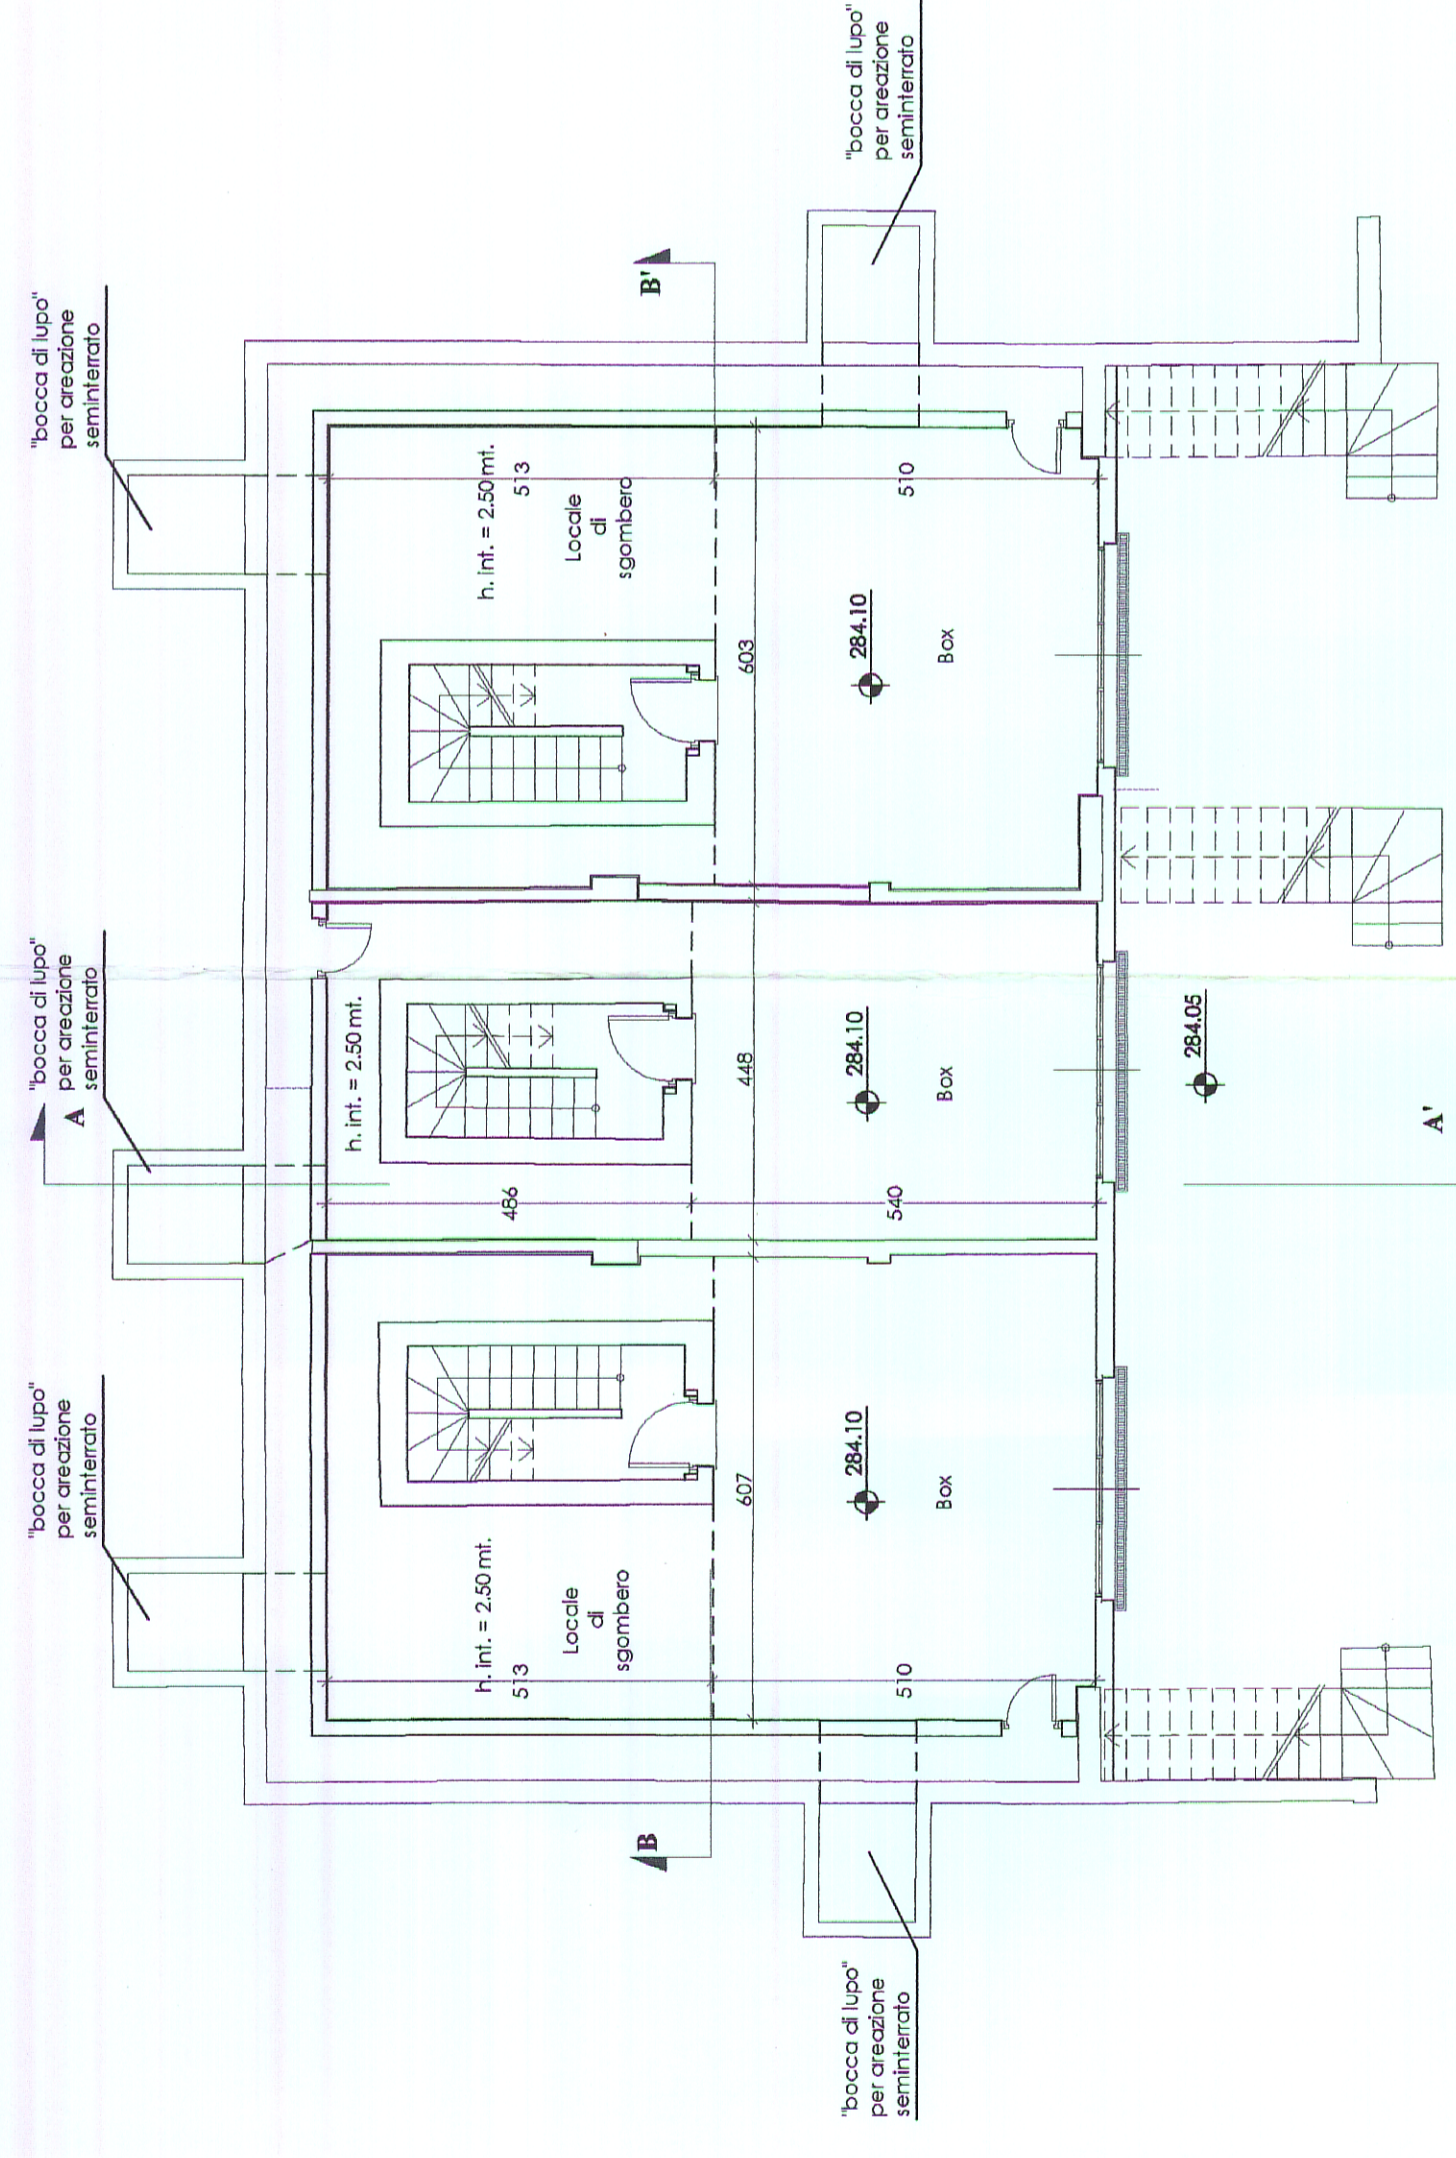 "bocca di lupo"
per areazione
seminterrato
"bocca di lupo"
per areazione
seminterrato
A
"bocca di lupo"
per areazione
seminterrato
h. int. = 2.50 mt.
513
Locale
di
sgombero
486
h. int. = 2.50 mt.
h. int. = 2.50 mt.
513
Locale
di
sgombero
B
B'
607
448
603
510
284.10
Box
540
284.10
Box
284.10
Box
510
"bocca di lupo"
per areazione
seminterrato
"bocca di lupo"
per areazione
seminterrato
284.05
A'